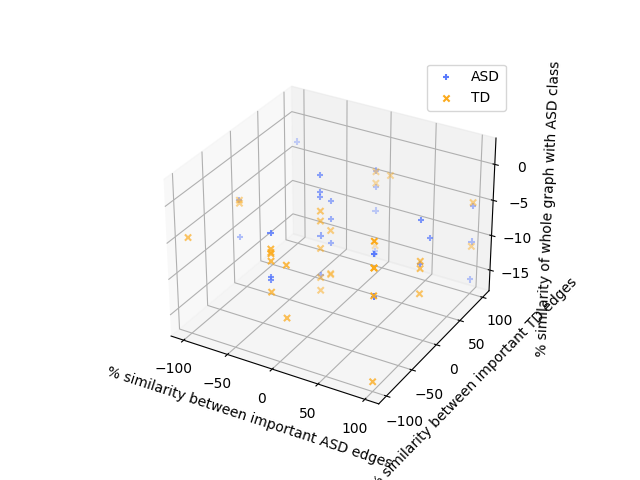 ASD
TD
% similarity of whole graph with ASD class
0
−5
−10
−15
100
50
0
−50
−100
% similarity between important TD edges
−100
−50
0
50
100
% similarity between important ASD edges